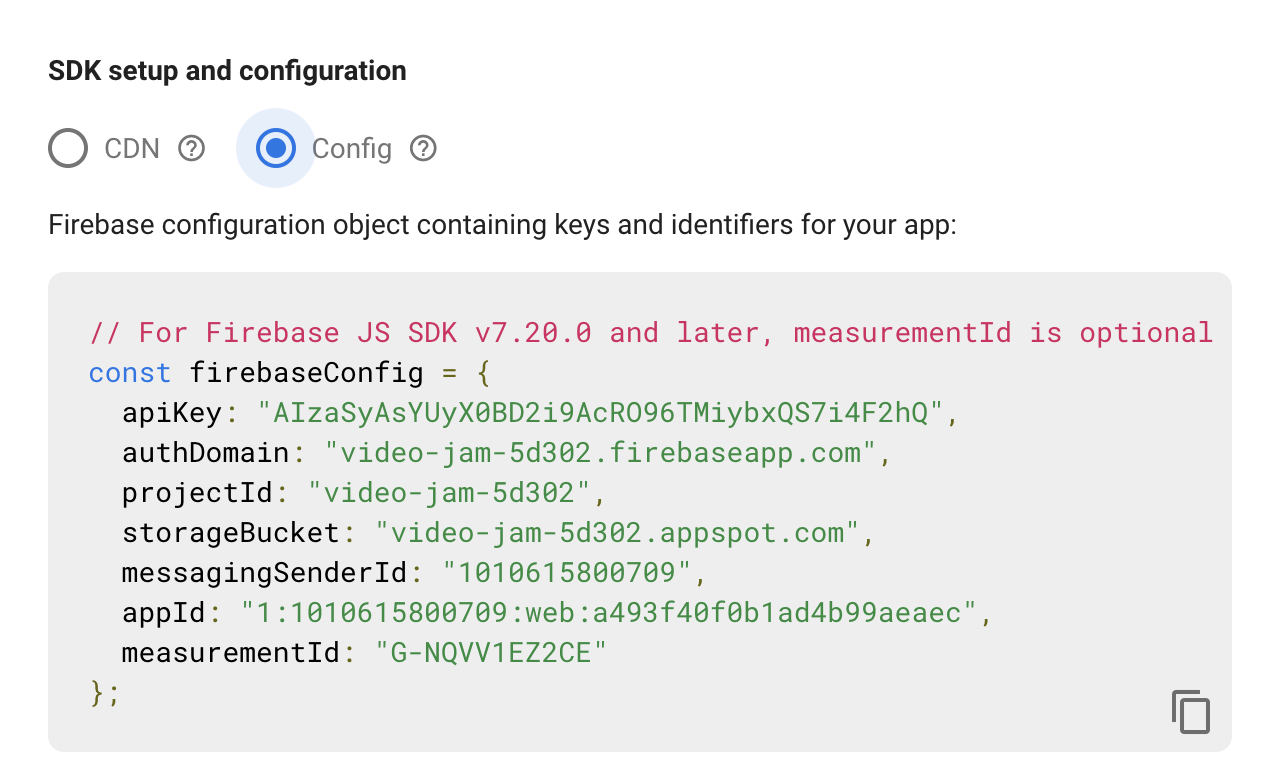 SDK setup and configuration
CDN ? Config ?
Firebase configuration object containing keys and identifiers for your app:
// For Firebase JS SDK v7.20.0 and later, measurementId is optional
const firebaseConfig = {
  apiKey: "AIzaSyAsYUyX0BD2i9AcRO96TMiybxQS7i4F2hQ",
  authDomain: "video-jam-5d302.firebaseapp.com",
  projectId: "video-jam-5d302",
  storageBucket: "video-jam-5d302.appspot.com",
  messagingSenderId: "1010615800709",
  appId: "1:1010615800709:web:a493f40f0b1ad4b99aeaec",
  measurementId: "G-NQVV1EZ2CE"
};